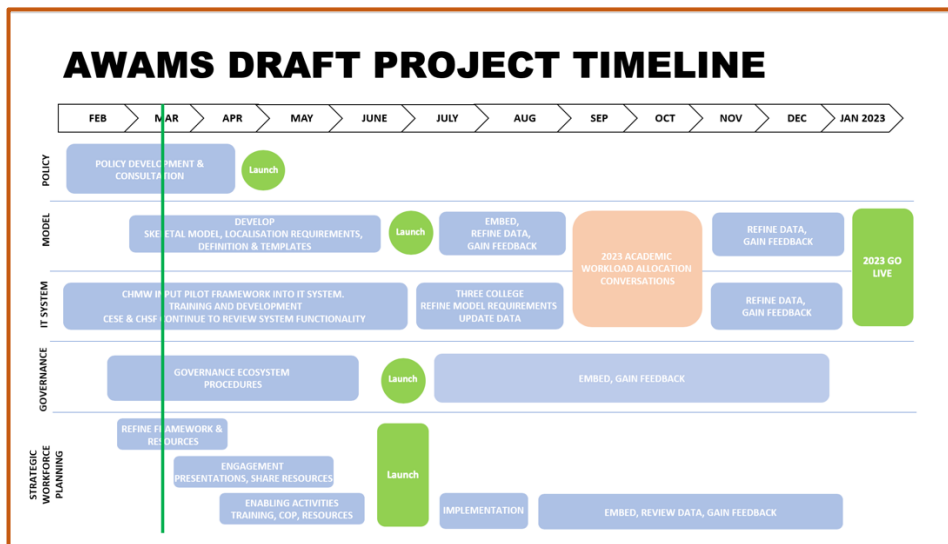 AWAMS DRAFT PROJECT TIMELINE
FEB MAR APR MAY JUNE JULY AUG SEP OCT NOV DEC JAN 2023
POLICY
POLICY DEVELOPMENT &
CONSULTATION
Launch
MODEL
DEVELOP
SKELETAL MODEL, LOCALISATION REQUIREMENTS,
DEFINITION & TEMPLATES
Launch
EMBED,
REFINE DATA,
GAIN FEEDBACK
2023 ACADEMIC
WORKLOAD ALLOCATION
CONVERSATIONS
REFINE DATA,
GAIN FEEDBACK
2023 GO
LIVE
IT SYSTEM
CHMW INPUT PILOT FRAMEWORK INTO IT SYSTEM.
TRAINING AND DEVELOPMENT
CESE & CHSF CONTINUE TO REVIEW SYSTEM FUNCTIONALITY
THREE COLLEGE
REFINE MODEL REQUIREMENTS
UPDATE DATA
REFINE DATA,
GAIN FEEDBACK
GOVERNANCE
GOVERNANCE ECOSYSTEM
PROCEDURES
Launch
EMBED, GAIN FEEDBACK
STRATEGIC
WORKFORCE
PLANNING
REFINE FRAMEWORK &
RESOURCES
ENGAGEMENT
PRESENTATIONS, SHARE RESOURCES
ENABLING ACTIVITIES
TRAINING, COP, RESOURCES
Launch
IMPLEMENTATION
EMBED, REVIEW DATA, GAIN FEEDBACK